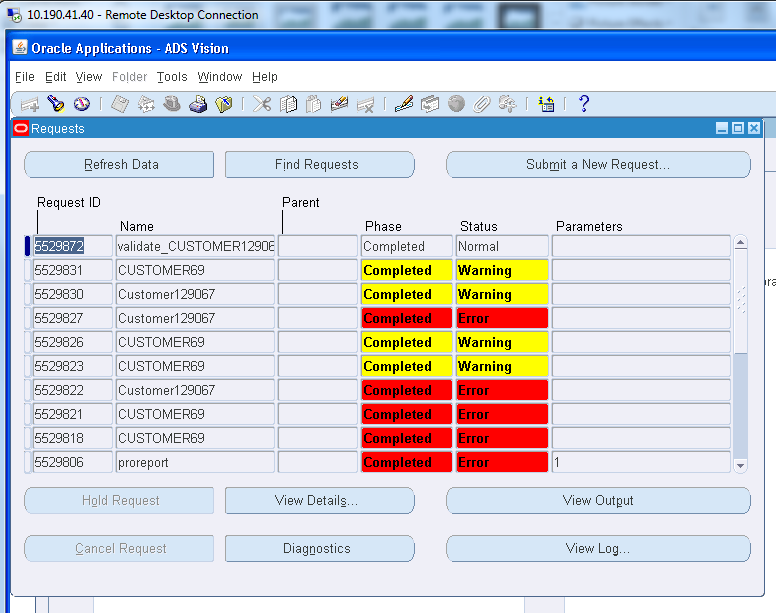 10.190.41.40 - Remote Desktop Connection
Oracle Applications - ADS Vision
File Edit View Folder Tools Window Help
?
Requests
Refresh Data Find Requests Submit a New Request...
Request ID Parent
Name Phase Status Parameters
5529872 validate_CUSTOMER12906 Completed Normal
5529831 CUSTOMER69 Completed Warning
5529830 Customer129067 Completed Warning
5529827 Customer129067 Completed Error
5529826 CUSTOMER69 Completed Warning
5529823 CUSTOMER69 Completed Warning
5529822 Customer129067 Completed Error
5529821 CUSTOMER69 Completed Error
5529818 CUSTOMER69 Completed Error
5529806 proreport Completed Error 1
Hold Request View Details... View Output
Cancel Request Diagnostics View Log...